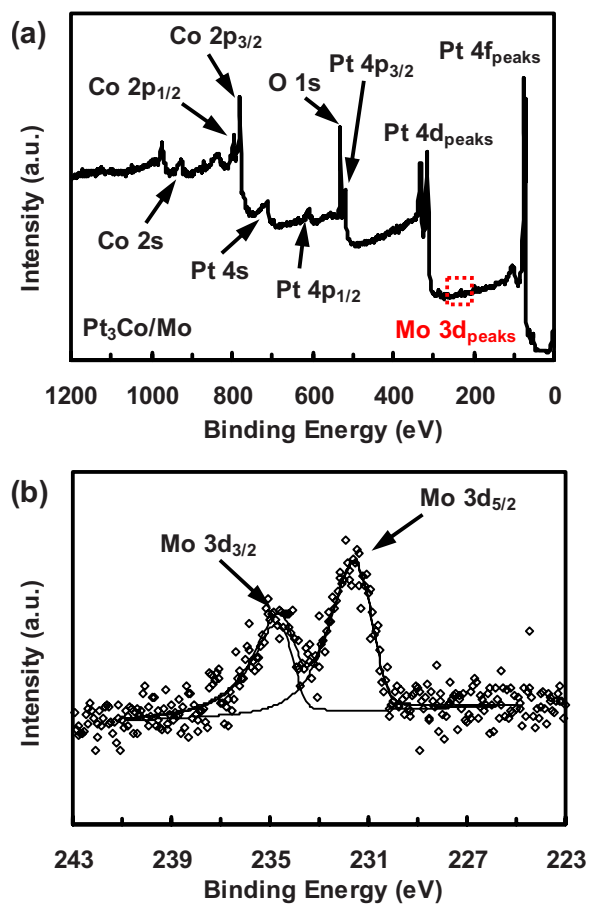 (a)
Co 2p3/2
Co 2p1/2
O 1s
Pt 4p3/2
Pt 4fpeaks
Pt 4dpeaks
Co 2s
Pt 4s
Pt 4p1/2
Pt3Co/Mo
Mo 3dpeaks
Intensity (a.u.)
1200 1000 800 600 400 200 0
Binding Energy (eV)
(b)
Mo 3d5/2
Mo 3d3/2
Intensity (a.u.)
243 239 235 231 227 223
Binding Energy (eV)